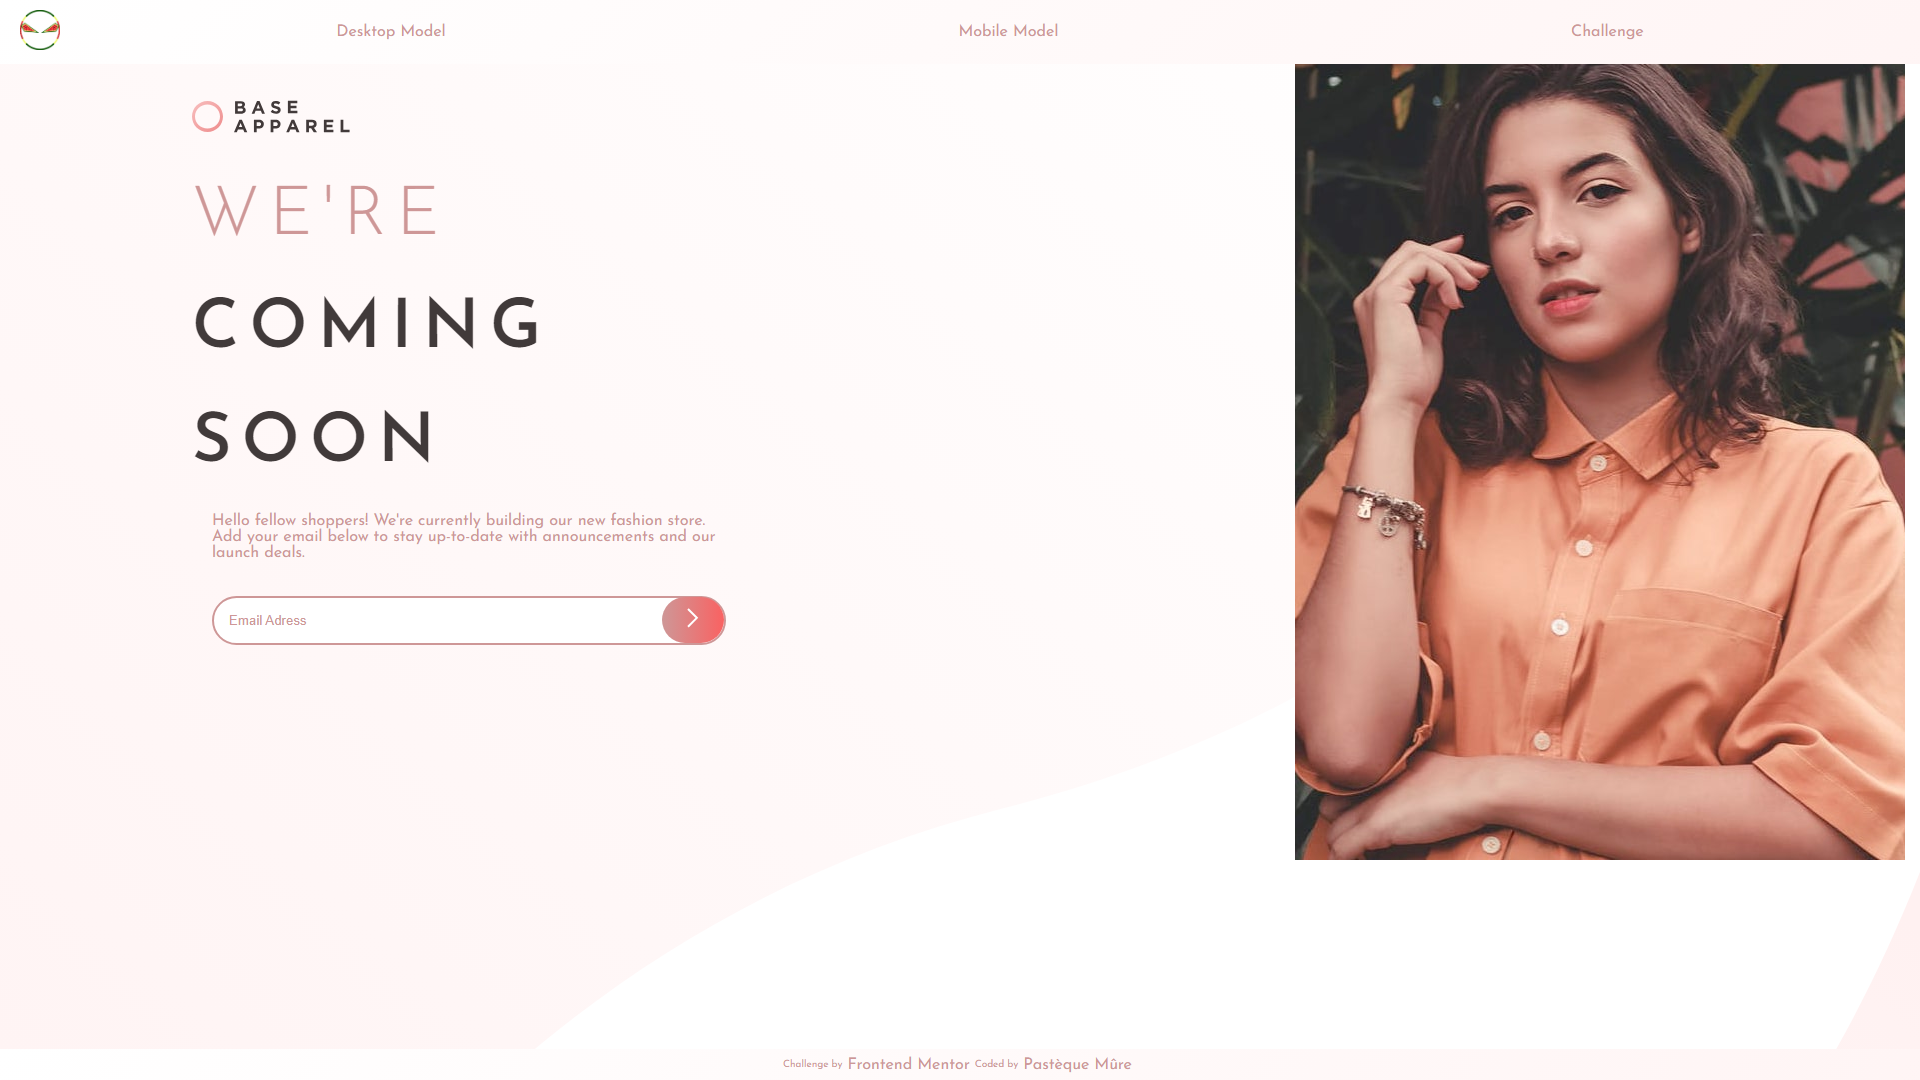 Desktop Model
Mobile Model
Challenge
BASE
APPAREL
WE'RE
COMING
SOON
Hello fellow shoppers! We're currently building our new fashion store.
Add your email below to stay up-to-date with announcements and our
launch deals.
Email Adress
Challenge by Frontend Mentor Coded by Pastèque Mûre